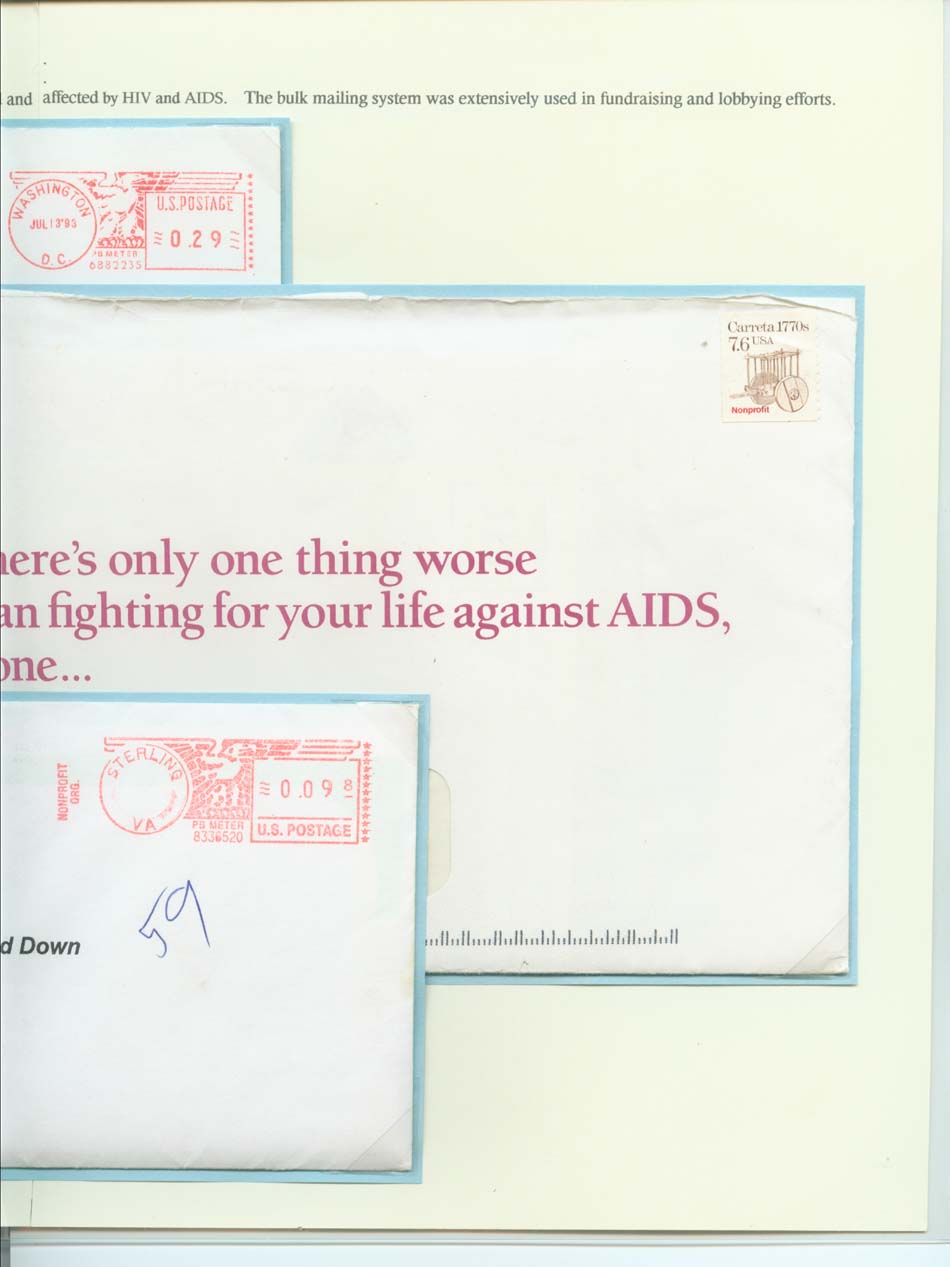 and affected by HIV and AIDS. The bulk mailing system was extensively used in fundraising and lobbying efforts.
WASHINGTON
JUL 13'93
D.C.
U.S.POSTAGE
0.29
PB METER
6882235
Carreta 1770s
7.6 USA
Nonprofit
here's only one thing worse
an fighting for your life against AIDS,
one...
NONPROFIT
ORG.
STERLING
VA
0.09 8
PB METER
8336520
U.S. POSTAGE
59
d Down